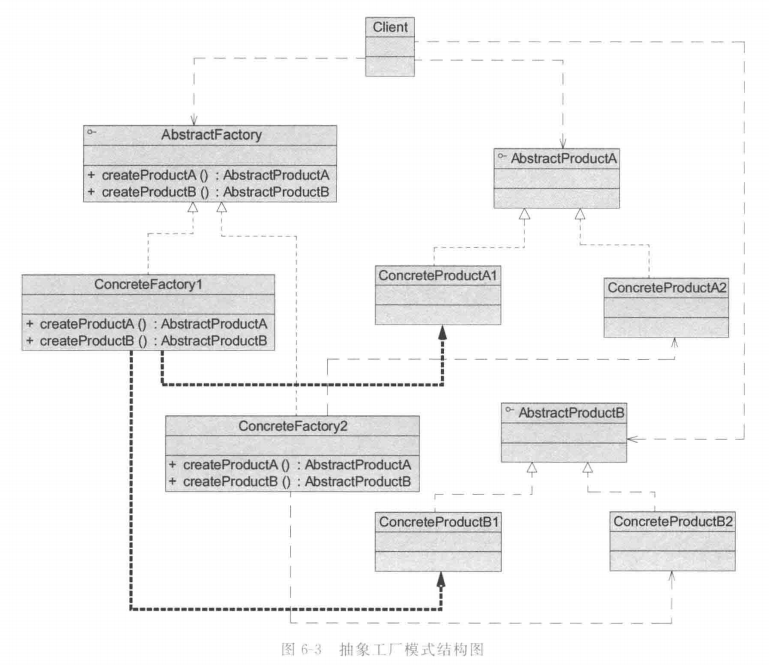 Client
AbstractFactory
+ createProductA () : AbstractProductA
+ createProductB () : AbstractProductB
AbstractProductA
ConcreteFactory1
+ createProductA () : AbstractProductA
+ createProductB () : AbstractProductB
ConcreteProductA1
ConcreteProductA2
ConcreteFactory2
+ createProductA () : AbstractProductA
+ createProductB () : AbstractProductB
AbstractProductB
ConcreteProductB1
ConcreteProductB2
图 6-3 抽象工厂模式结构图